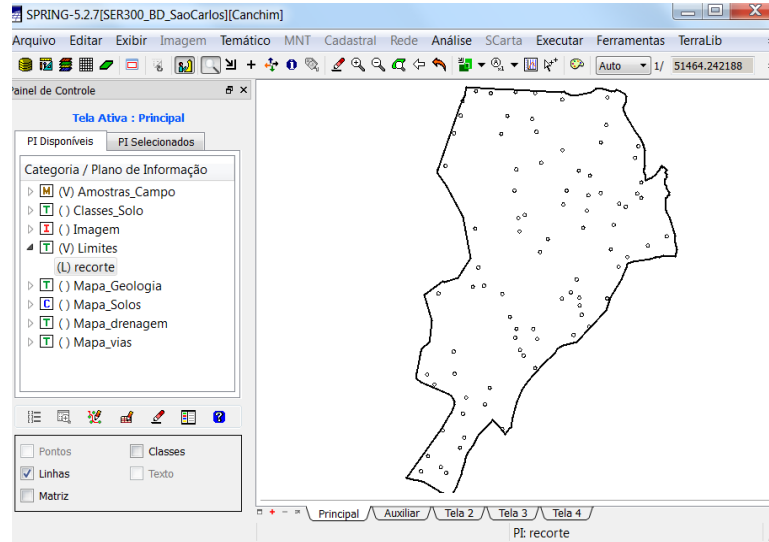 SPRING-5.2.7[SER300_BD_SaoCarlos][Canchim]
Arquivo Editar Exibir Imagem Temático MNT Cadastral Rede Análise SCarta Executar Ferramentas TerraLib
Auto 1/ 51464.242188
Painel de Controle
Tela Ativa : Principal
PI Disponíveis PI Selecionados
Categoria / Plano de Informação
M (V) Amostras_Campo
T ( ) Classes_Solo
I ( ) Imagem
T (V) Limites
(L) recorte
T ( ) Mapa_Geologia
C ( ) Mapa_Solos
T ( ) Mapa_drenagem
T ( ) Mapa_vias
Pontos Classes
Linhas Texto
Matriz
Principal Auxiliar Tela 2 Tela 3 Tela 4
PI: recorte